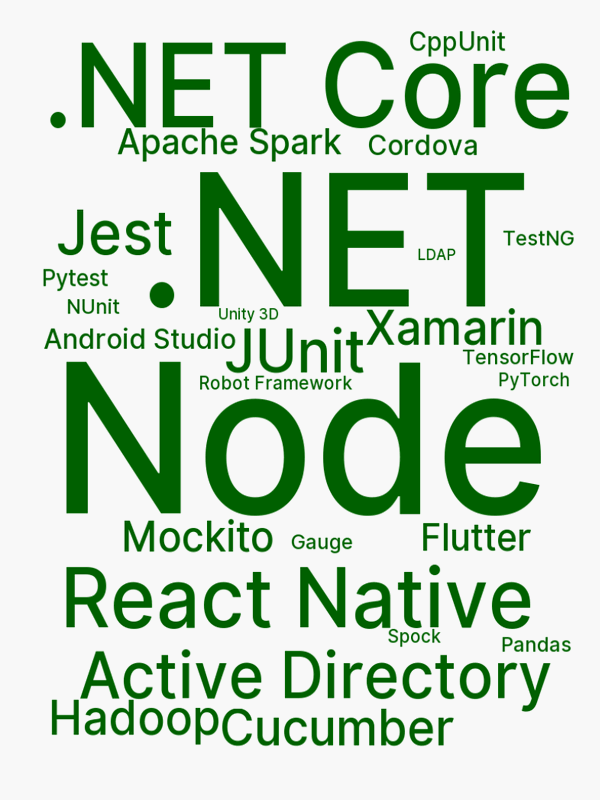 CppUnit
.NET Core
Apache Spark
Cordova
.NET
Jest
TestNG
LDAP
Pytest
NUnit
Unity 3D
Xamarin
Android Studio
JUnit
TensorFlow
PyTorch
Robot Framework
Node
Mockito
Gauge
Flutter
React Native
Spock
Pandas
Active Directory
Hadoop
Cucumber